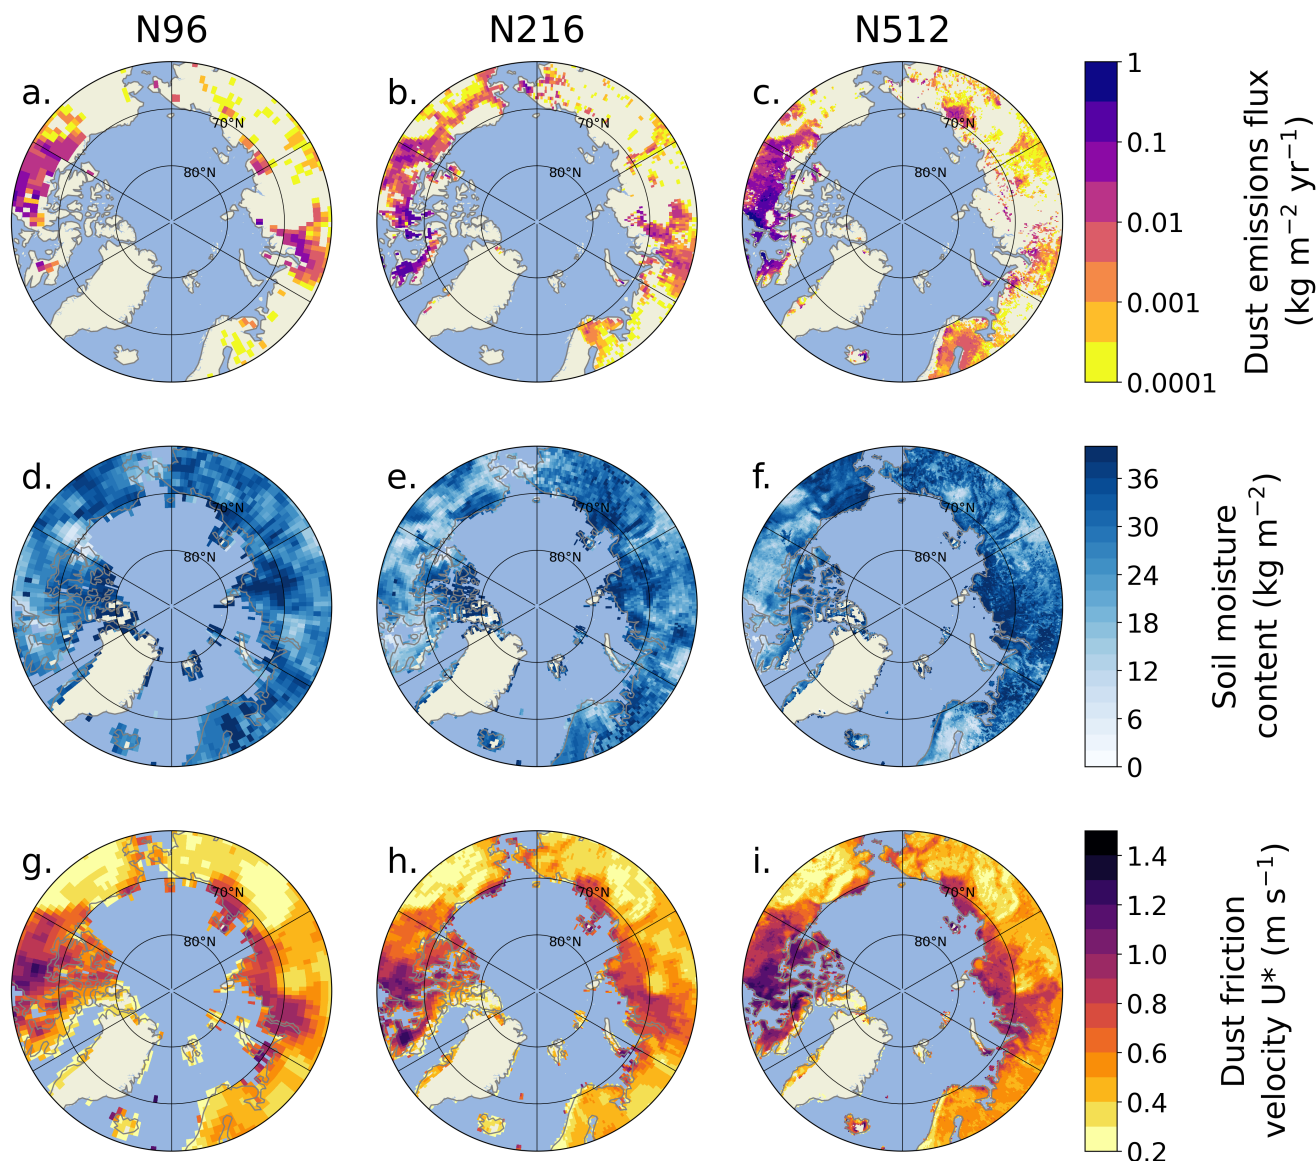 N96
N216
N512
a.
70°N
80°N
b.
70°N
80°N
c.
70°N
80°N
1
0.1
0.01
0.001
0.0001
Dust emissions flux
(kg m⁻² yr⁻¹)
d.
70°N
80°N
e.
70°N
80°N
f.
70°N
80°N
36
30
24
18
12
6
0
Soil moisture
content (kg m⁻²)
g.
70°N
80°N
h.
70°N
80°N
i.
70°N
80°N
1.4
1.2
1.0
0.8
0.6
0.4
0.2
Dust friction
velocity U* (m s⁻¹)